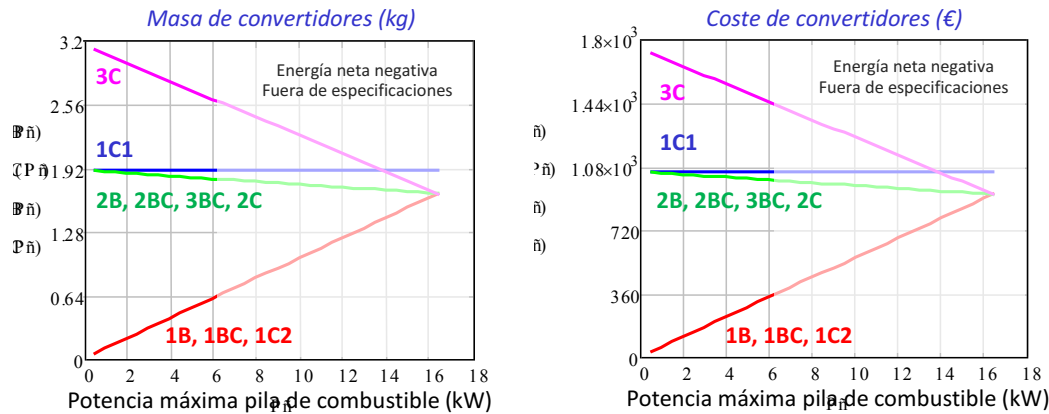 Masa de convertidores (kg)
3.2
2.56
1.92
1.28
0.64
0
3C
1C1
2B, 2BC, 3BC, 2C
1B, 1BC, 1C2
Energía neta negativa
Fuera de especificaciones
0 2 4 6 8 10 12 14 16 18
Potencia máxima pila de combustible (kW)
Coste de convertidores (€)
1.8×10³
1.44×10³
1.08×10³
720
360
0
3C
1C1
2B, 2BC, 3BC, 2C
1B, 1BC, 1C2
Energía neta negativa
Fuera de especificaciones
0 2 4 6 8 10 12 14 16 18
Potencia máxima pila de combustible (kW)